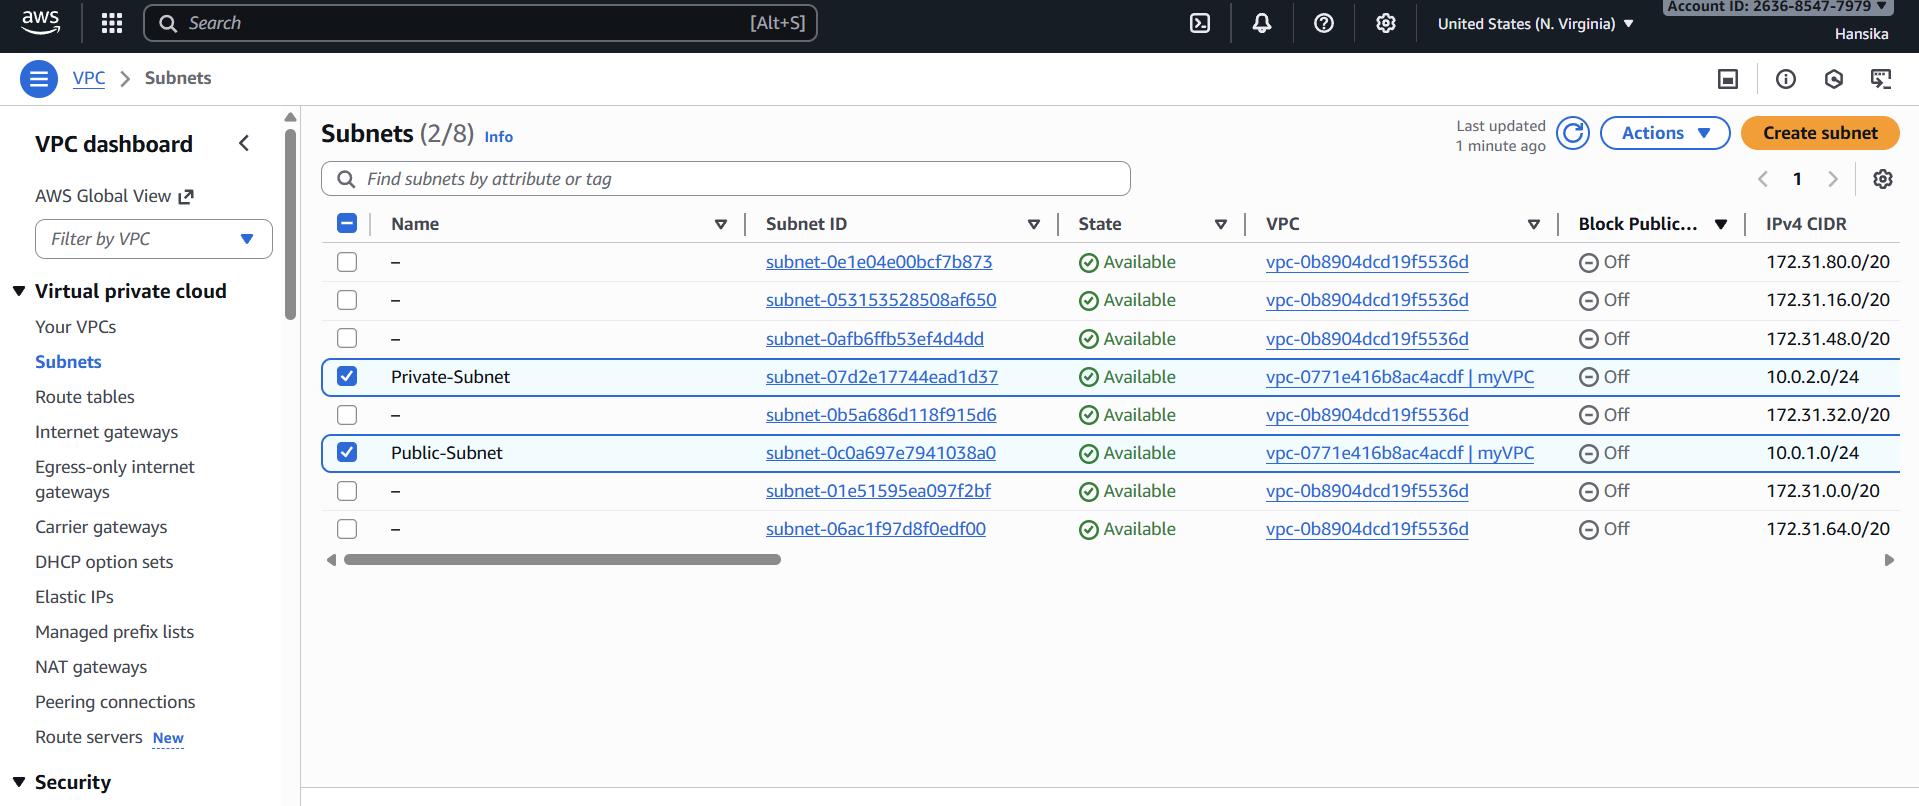 aws
Search [Alt+S]
United States (N. Virginia)
Account ID: 2636-8547-7979
Hansika
VPC > Subnets
VPC dashboard
AWS Global View
Filter by VPC
Virtual private cloud
Your VPCs
Subnets
Route tables
Internet gateways
Egress-only internet
gateways
Carrier gateways
DHCP option sets
Elastic IPs
Managed prefix lists
NAT gateways
Peering connections
Route servers New
Security
Subnets (2/8) Info
Last updated
1 minute ago
Actions
Create subnet
Find subnets by attribute or tag
1
Name Subnet ID State VPC Block Public... IPv4 CIDR
– subnet-0e1e04e00bcf7b873 Available vpc-0b8904dcd19f5536d Off 172.31.80.0/20
– subnet-053153528508af650 Available vpc-0b8904dcd19f5536d Off 172.31.16.0/20
– subnet-0afb6ffb53ef4d4dd Available vpc-0b8904dcd19f5536d Off 172.31.48.0/20
Private-Subnet subnet-07d2e17744ead1d37 Available vpc-0771e416b8ac4acdf | myVPC Off 10.0.2.0/24
– subnet-0b5a686d118f915d6 Available vpc-0b8904dcd19f5536d Off 172.31.32.0/20
Public-Subnet subnet-0c0a697e7941038a0 Available vpc-0771e416b8ac4acdf | myVPC Off 10.0.1.0/24
– subnet-01e51595ea097f2bf Available vpc-0b8904dcd19f5536d Off 172.31.0.0/20
– subnet-06ac1f97d8f0edf00 Available vpc-0b8904dcd19f5536d Off 172.31.64.0/20